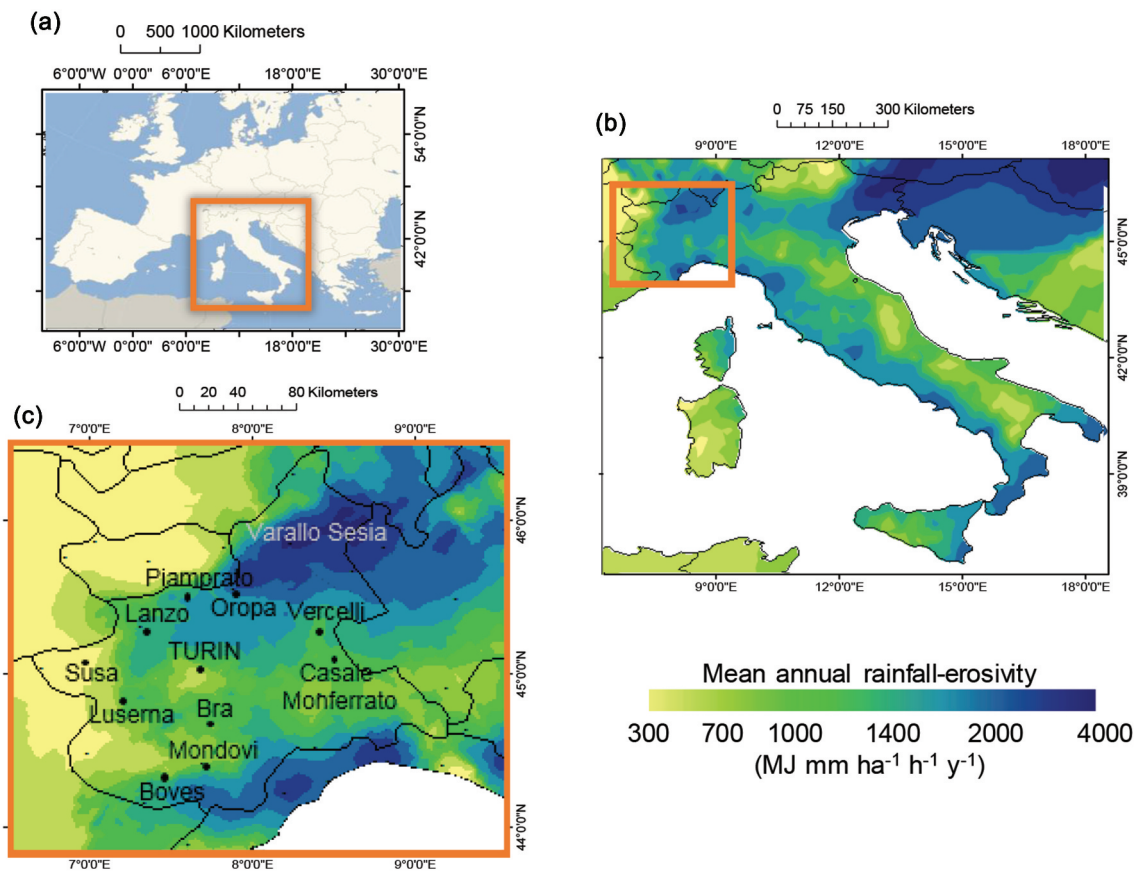 (a)
0 500 1000 Kilometers
6°0'0"W 0°0'0"E 6°0'0"E 18°0'0"E 30°0'0"E
54°0'0"N
42°0'0"N
6°0'0"W 0°0'0"E 6°0'0"E 18°0'0"E 30°0'0"E
(b)
0 75 150 300 Kilometers
9°0'0"E 12°0'0"E 15°0'0"E 18°0'0"E
45°0'0"N
42°0'0"N
39°0'0"N
9°0'0"E 12°0'0"E 15°0'0"E 18°0'0"E
(c)
0 20 40 80 Kilometers
7°0'0"E 8°0'0"E 9°0'0"E
46°0'0"N
45°0'0"N
44°0'0"N
Varallo Sesia
Piamprato
Oropa
Lanzo
Vercelli
TURIN
Susa
Casale
Monferrato
Luserna
Bra
Mondovi
Boves
7°0'0"E 8°0'0"E 9°0'0"E
Mean annual rainfall-erosivity
300 700 1000 1400 2000 4000
(MJ mm ha⁻¹ h⁻¹ y⁻¹)